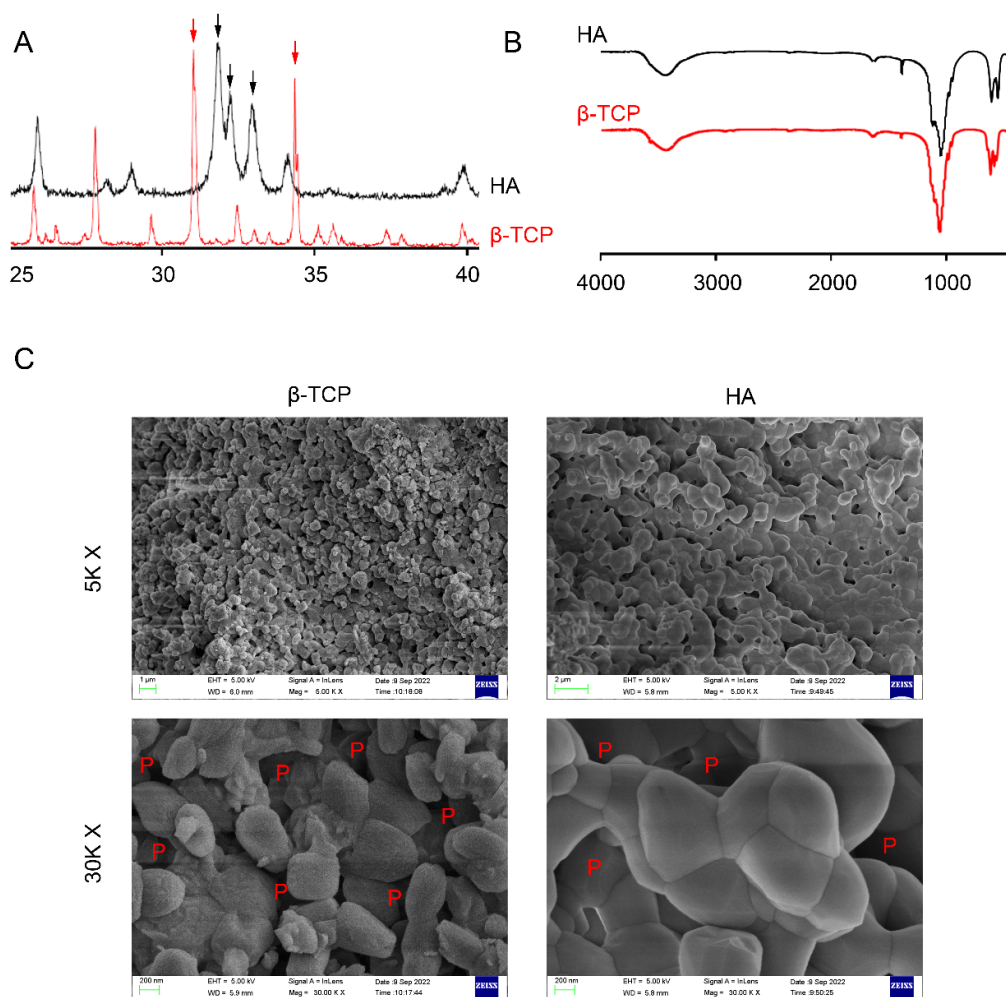 A
HA
β-TCP
25
30
35
40
B
HA
β-TCP
4000
3000
2000
1000
C
β-TCP
HA
5K X
1 µm
EHT = 5.00 kV
Signal A = InLens
Date :9 Sep 2022
WD = 6.0 mm
Mag = 5.00 K X
Time :10:18:08
ZEISS
2 µm
EHT = 5.00 kV
Signal A = InLens
Date :9 Sep 2022
WD = 5.8 mm
Mag = 5.00 K X
Time :9:49:45
ZEISS
30K X
P
P
P
P
P
P
P
200 nm
EHT = 5.00 kV
Signal A = InLens
Date :9 Sep 2022
WD = 5.9 mm
Mag = 30.00 K X
Time :10:17:44
ZEISS
P
P
P
P
200 nm
EHT = 5.00 kV
Signal A = InLens
Date :9 Sep 2022
WD = 5.8 mm
Mag = 30.00 K X
Time :9:50:25
ZEISS